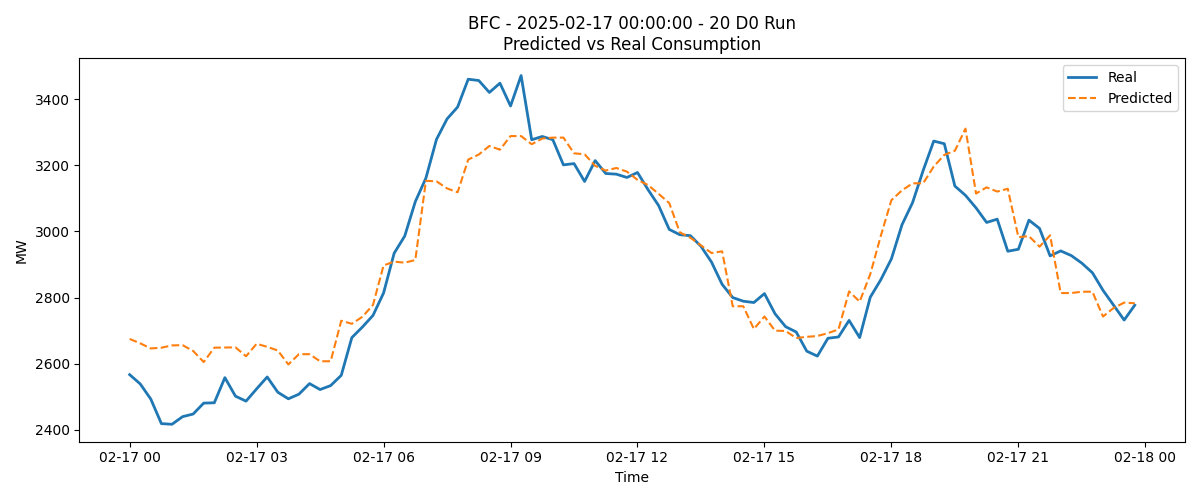 BFC - 2025-02-17 00:00:00 - 20 D0 Run
Predicted vs Real Consumption
Real
Predicted
MW
3400
3200
3000
2800
2600
2400
02-17 00
02-17 03
02-17 06
02-17 09
02-17 12
02-17 15
02-17 18
02-17 21
02-18 00
Time